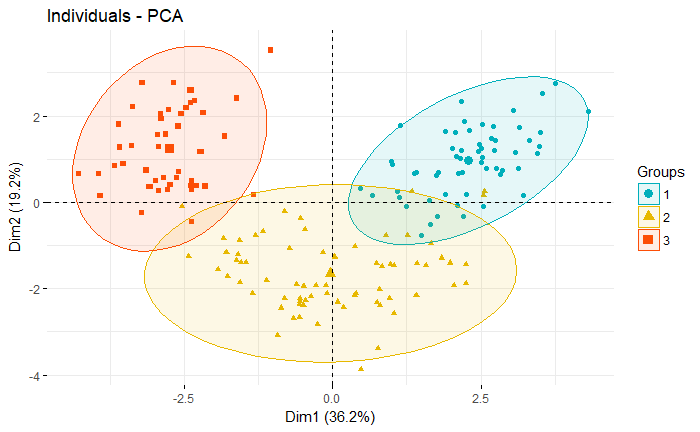 Individuals - PCA
Dim2 (19.2%)
2
0
-2
-4
-2.5
0.0
2.5
Dim1 (36.2%)
Groups
1
2
3